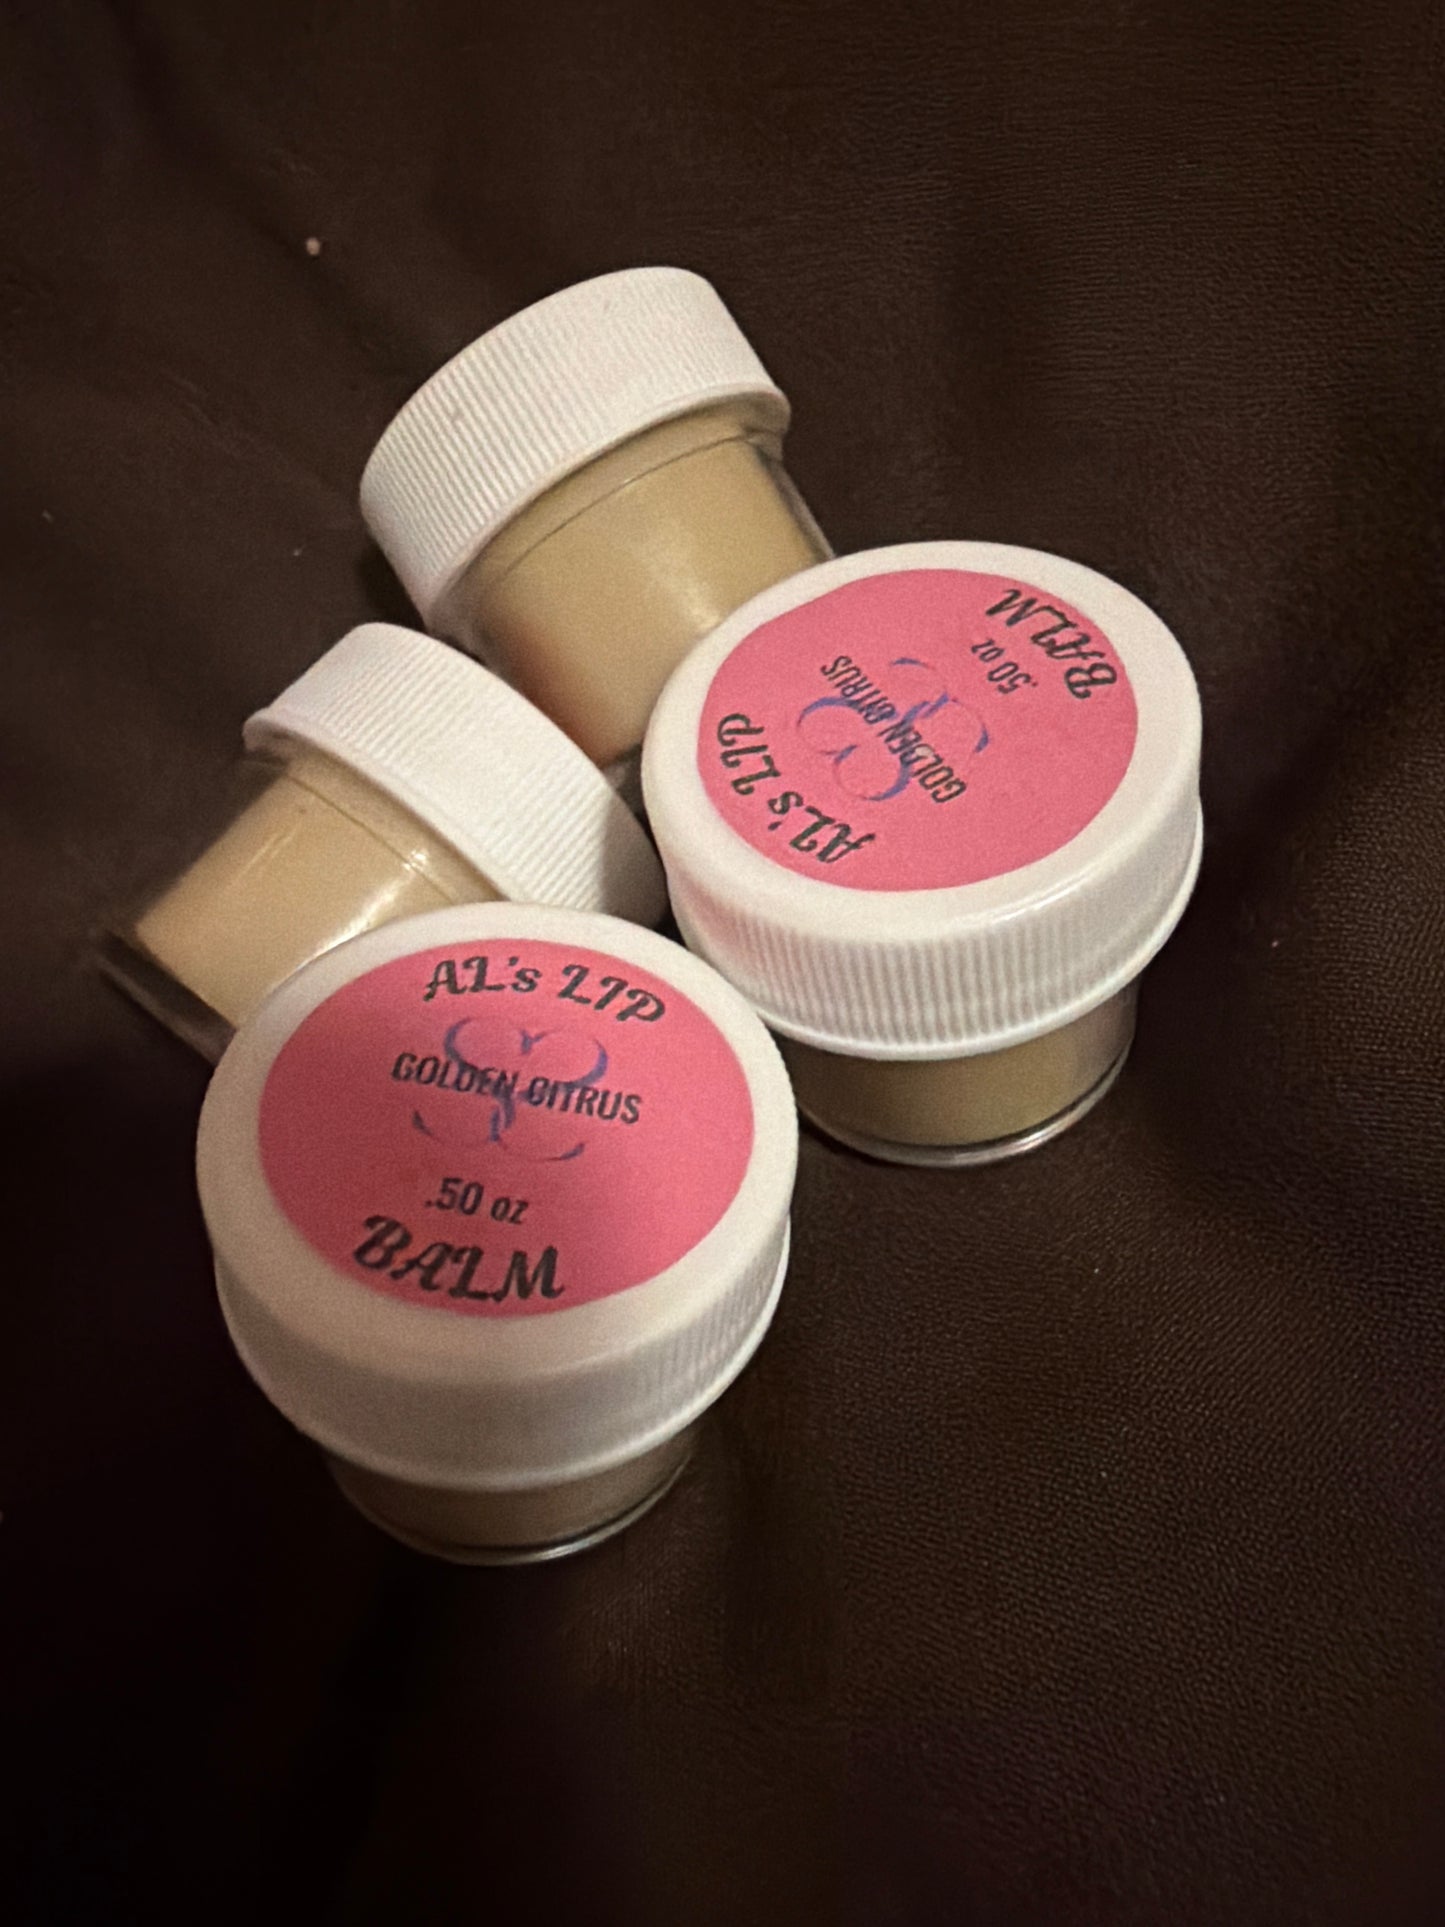 AL's LIP
GOLDEN CITRUS
.50 oz
BALM
AL's LIP
GOLDEN CITRUS
.50 oz
BALM